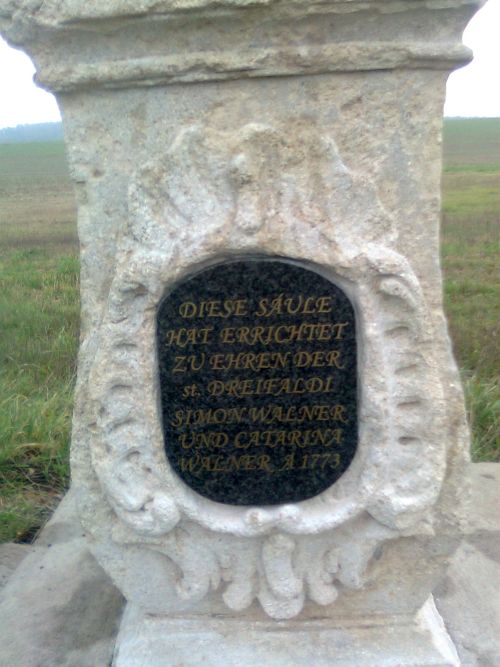 DIESE SÄULE
HAT ERRICHTET
ZU EHREN DER
st. DREIFALDI
SIMON WALNER
UND CATARINA
WALNER A 1773